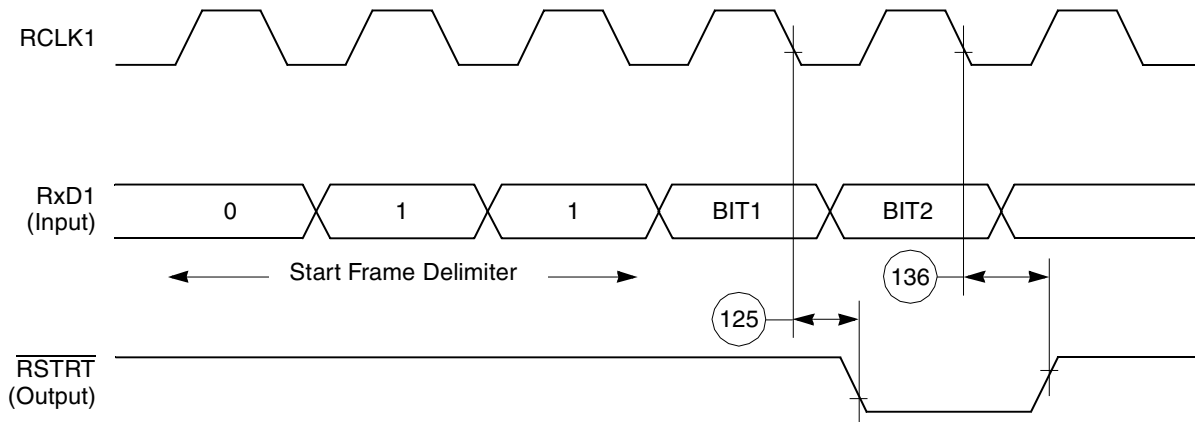 RCLK1
RxD1
(Input)
0
1
1
BIT1
BIT2
Start Frame Delimiter
136
125
RSTRT
(Output)